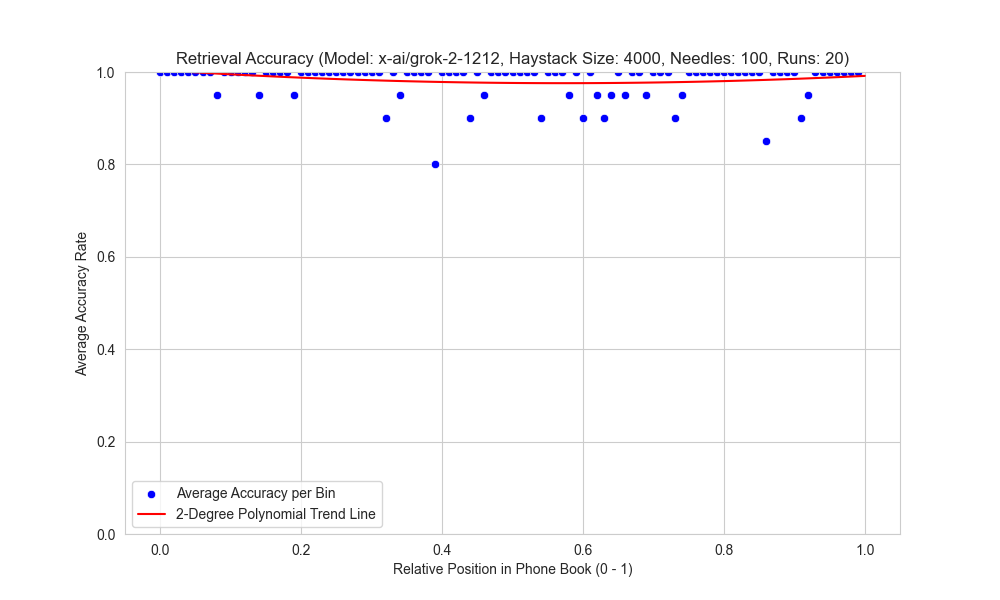 Retrieval Accuracy (Model: x-ai/grok-2-1212, Haystack Size: 4000, Needles: 100, Runs: 20)
Average Accuracy Rate
1.0
0.8
0.6
0.4
0.2
0.0
Average Accuracy per Bin
2-Degree Polynomial Trend Line
0.0 0.2 0.4 0.6 0.8 1.0
Relative Position in Phone Book (0 - 1)